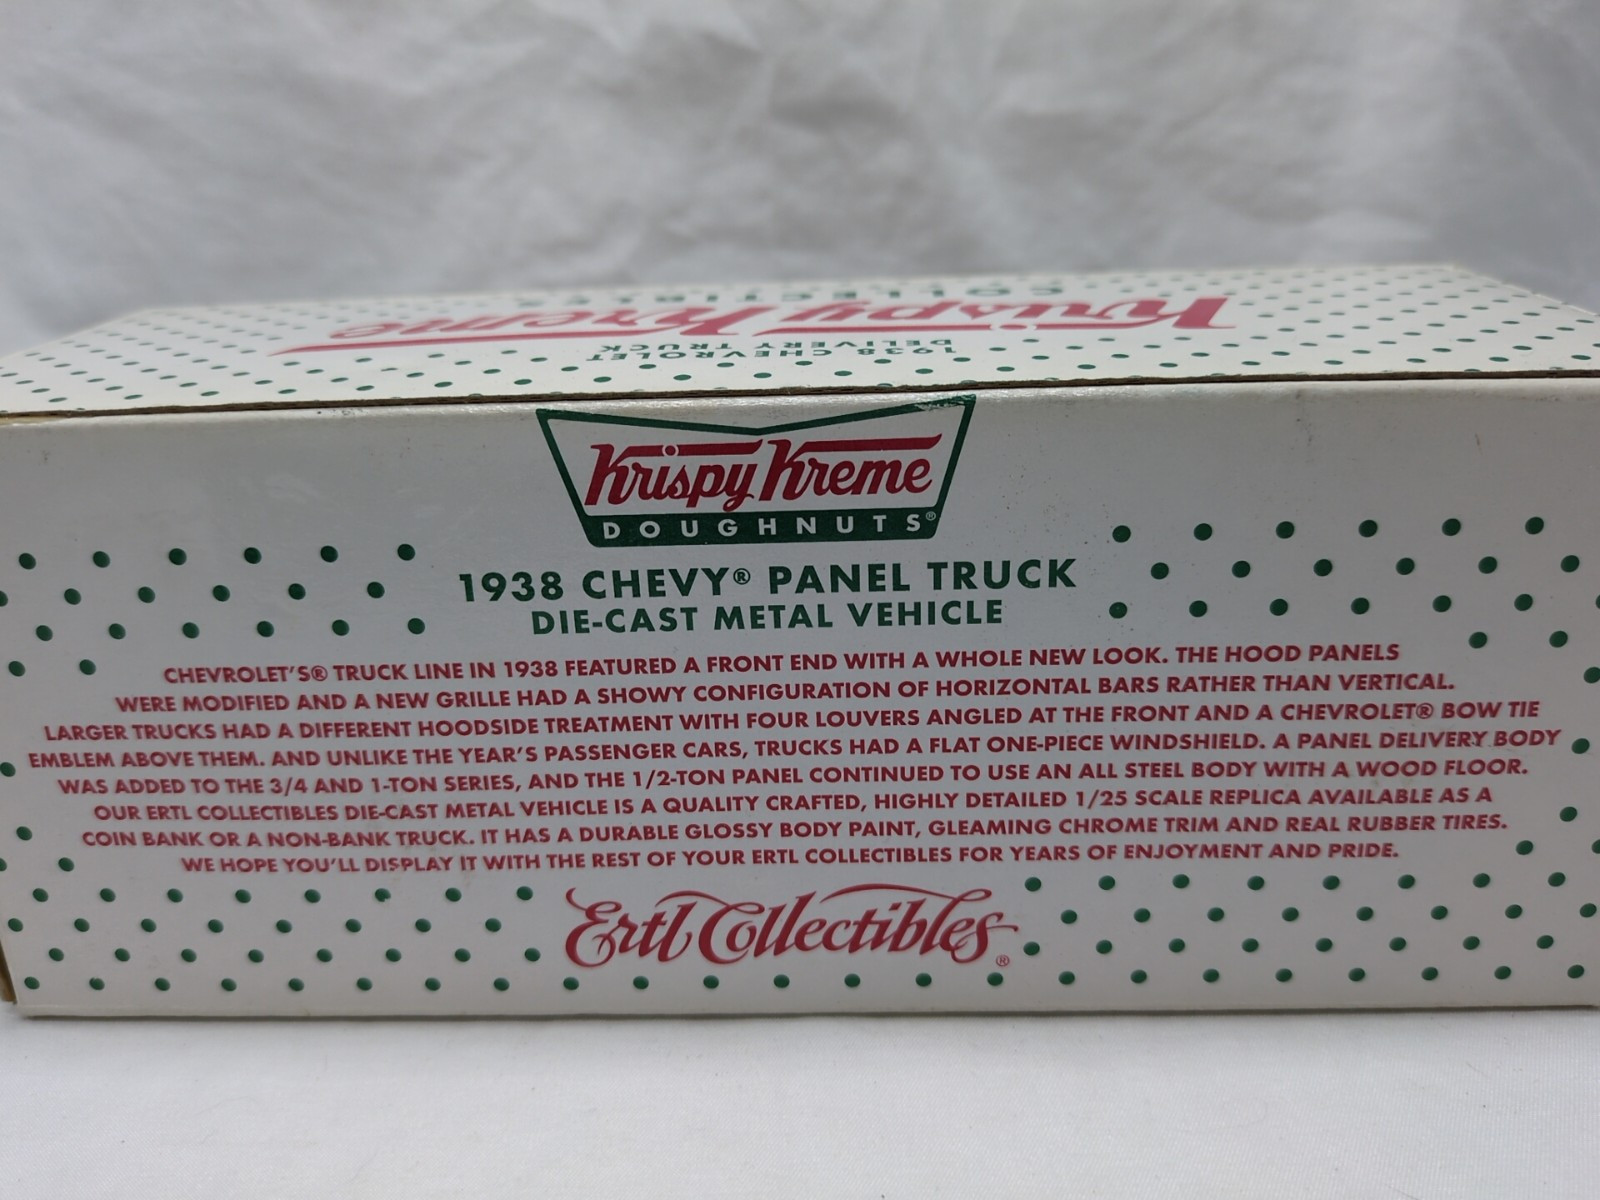 Krispy Kreme
COLLECTIBLES
1938 CHEVROLET
DELIVERY TRUCK
Krispy Kreme
DOUGHNUTS®
1938 CHEVY® PANEL TRUCK
DIE-CAST METAL VEHICLE
CHEVROLET'S® TRUCK LINE IN 1938 FEATURED A FRONT END WITH A WHOLE NEW LOOK. THE HOOD PANELS
WERE MODIFIED AND A NEW GRILLE HAD A SHOWY CONFIGURATION OF HORIZONTAL BARS RATHER THAN VERTICAL.
LARGER TRUCKS HAD A DIFFERENT HOODSIDE TREATMENT WITH FOUR LOUVERS ANGLED AT THE FRONT AND A CHEVROLET® BOW TIE
EMBLEM ABOVE THEM. AND UNLIKE THE YEAR'S PASSENGER CARS, TRUCKS HAD A FLAT ONE-PIECE WINDSHIELD. A PANEL DELIVERY BODY
WAS ADDED TO THE 3/4 AND 1-TON SERIES, AND THE 1/2-TON PANEL CONTINUED TO USE AN ALL STEEL BODY WITH A WOOD FLOOR.
OUR ERTL COLLECTIBLES DIE-CAST METAL VEHICLE IS A QUALITY CRAFTED, HIGHLY DETAILED 1/25 SCALE REPLICA AVAILABLE AS A
COIN BANK OR A NON-BANK TRUCK. IT HAS A DURABLE GLOSSY BODY PAINT, GLEAMING CHROME TRIM AND REAL RUBBER TIRES.
WE HOPE YOU'LL DISPLAY IT WITH THE REST OF YOUR ERTL COLLECTIBLES FOR YEARS OF ENJOYMENT AND PRIDE.
Ertl Collectibles®